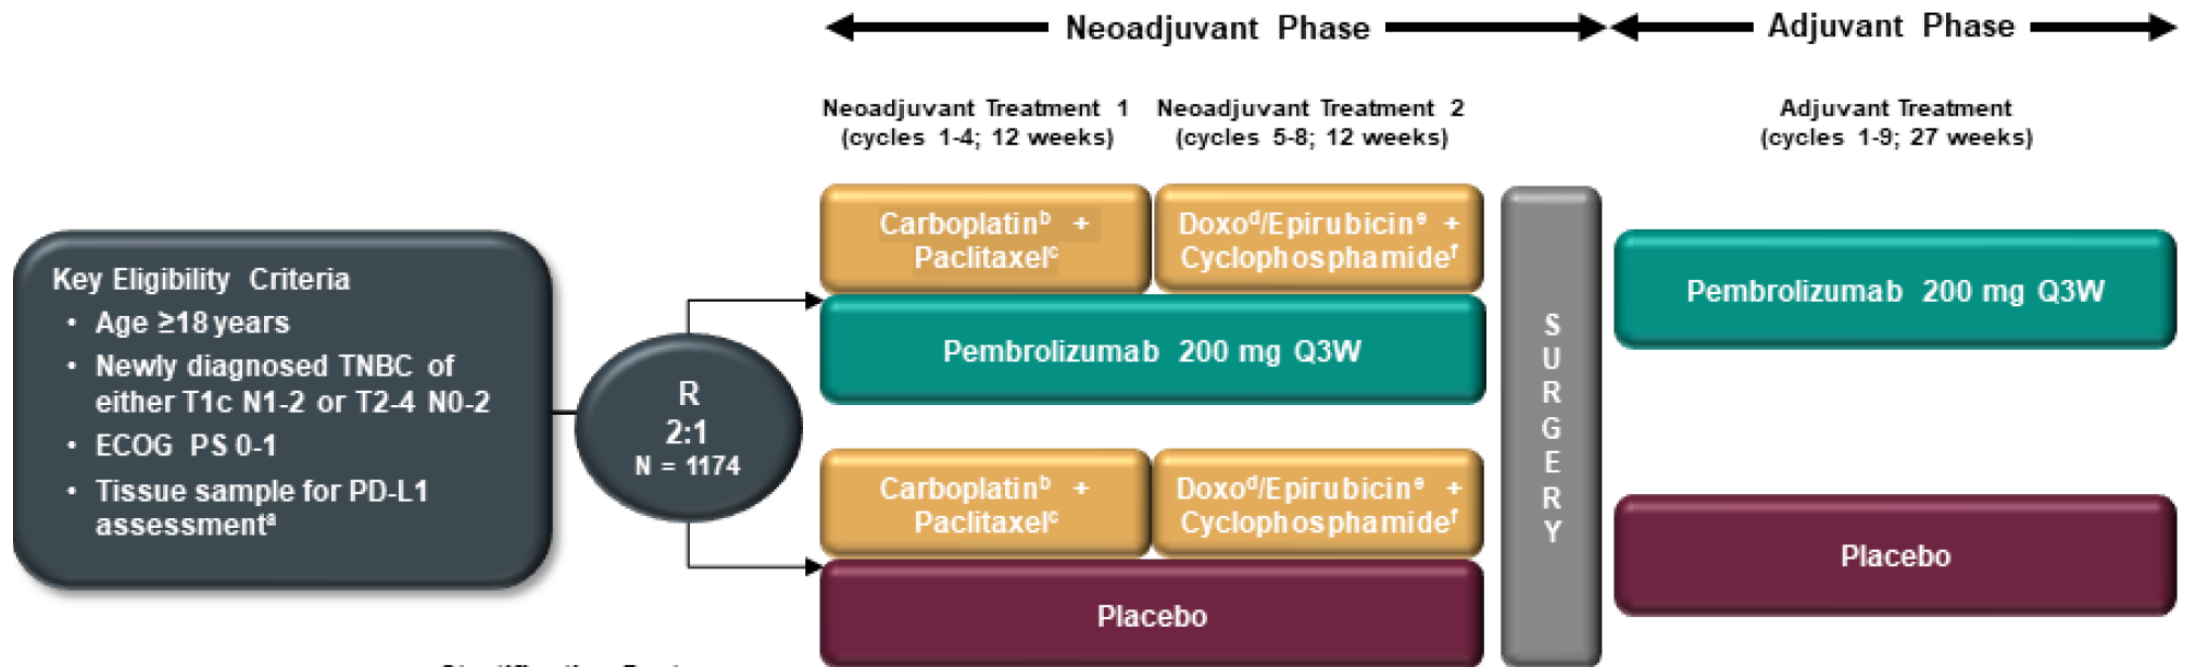 Neoadjuvant Phase
Adjuvant Phase
Neoadjuvant Treatment 1
(cycles 1-4; 12 weeks)
Neoadjuvant Treatment 2
(cycles 5-8; 12 weeks)
Adjuvant Treatment
(cycles 1-9; 27 weeks)
Key Eligibility Criteria
• Age ≥18 years
• Newly diagnosed TNBC of
either T1c N1-2 or T2-4 N0-2
• ECOG PS 0-1
• Tissue sample for PD-L1
assessmentᵃ
R
2:1
N = 1174
Carboplatinᵇ +
Paclitaxelᶜ
Doxoᵈ/Epirubicinᵉ +
Cyclophosphamideᶠ
Pembrolizumab 200 mg Q3W
Carboplatinᵇ +
Paclitaxelᶜ
Doxoᵈ/Epirubicinᵉ +
Cyclophosphamideᶠ
Placebo
SURGERY
Pembrolizumab 200 mg Q3W
Placebo